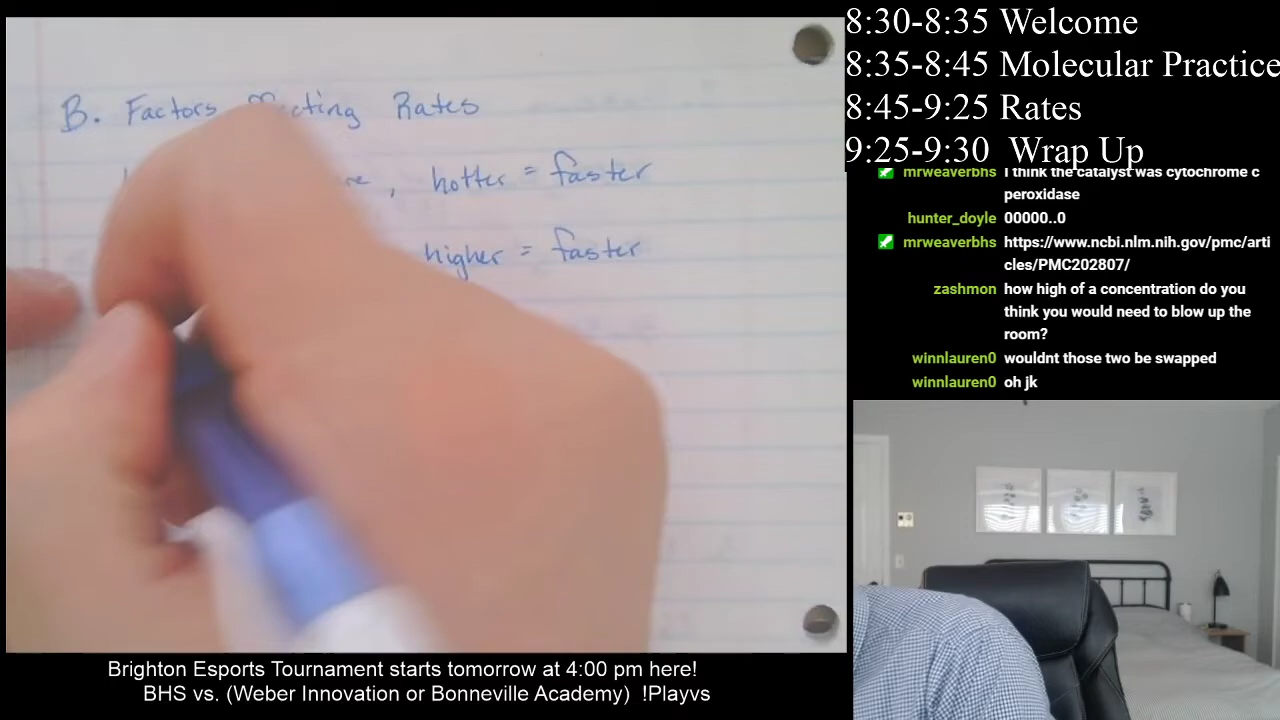 B. Factors Rates
, hotter = faster
higher = faster
8:30-8:35 Welcome
8:35-8:45 Molecular Practice
8:45-9:25 Rates
9:25-9:30 Wrap Up
mrweaverbhs I think the catalyst was cytochrome c
peroxidase
hunter_doyle 00000..0
mrweaverbhs https://www.ncbi.nlm.nih.gov/pmc/arti
cles/PMC202807/
zashmon how high of a concentration do you
think you would need to blow up the
room?
winnlauren0 wouldnt those two be swapped
winnlauren0 oh jk
Brighton Esports Tournament starts tomorrow at 4:00 pm here!
BHS vs. (Weber Innovation or Bonneville Academy) !Playvs